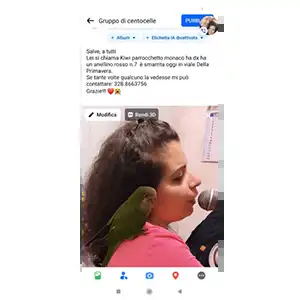 Gruppo di centocelle
PUBBL
+ Album
+ Etichetta IA disattivata
Salve, a tutti
Lei si chiama Kiwi parrocchetto monaco ha dx ha
un anellino rosso n.7 è smarrita oggi in viale Della
Primavera.
Se tante volte qualcuno la vedesse mi può
contattare: 328.8663756
Grazie!!
Modifica
Rendi 3D